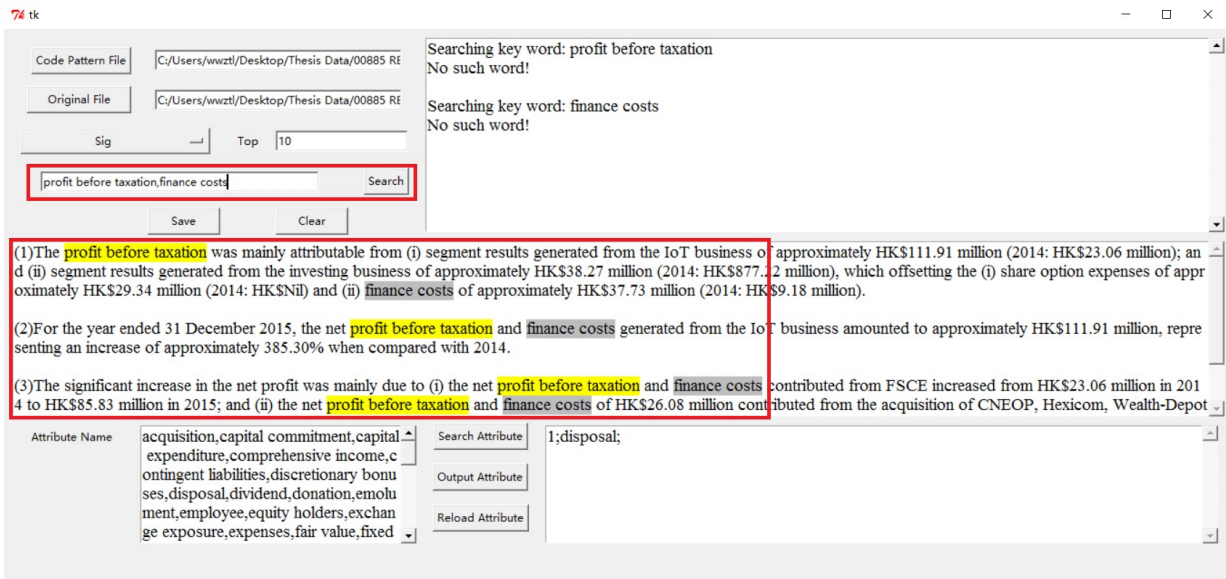 tk
Code Pattern File
C:/Users/wwztl/Desktop/Thesis Data/00885 RE
Original File
C:/Users/wwztl/Desktop/Thesis Data/00885 RE
Sig
Top
10
profit before taxation,finance costs
Search
Save
Clear
Searching key word: profit before taxation
No such word!
Searching key word: finance costs
No such word!
(1)The profit before taxation was mainly attributable from (i) segment results generated from the IoT business of approximately HK$111.91 million (2014: HK$23.06 million); an
d (ii) segment results generated from the investing business of approximately HK$38.27 million (2014: HK$877.22 million), which offsetting the (i) share option expenses of appr
oximately HK$29.34 million (2014: HK$Nil) and (ii) finance costs of approximately HK$37.73 million (2014: HK$9.18 million).
(2)For the year ended 31 December 2015, the net profit before taxation and finance costs generated from the IoT business amounted to approximately HK$111.91 million, repre
senting an increase of approximately 385.30% when compared with 2014.
(3)The significant increase in the net profit was mainly due to (i) the net profit before taxation and finance costs contributed from FSCE increased from HK$23.06 million in 201
4 to HK$85.83 million in 2015; and (ii) the net profit before taxation and finance costs of HK$26.08 million contributed from the acquisition of CNEOP, Hexicom, Wealth-Depot
Attribute Name
acquisition,capital commitment,capital
expenditure,comprehensive income,c
ontingent liabilities,discretionary bonu
ses,disposal,dividend,donation,emolu
ment,employee,equity holders,exchan
ge exposure,expenses,fair value,fixed
Search Attribute
Output Attribute
Reload Attribute
1;disposal;